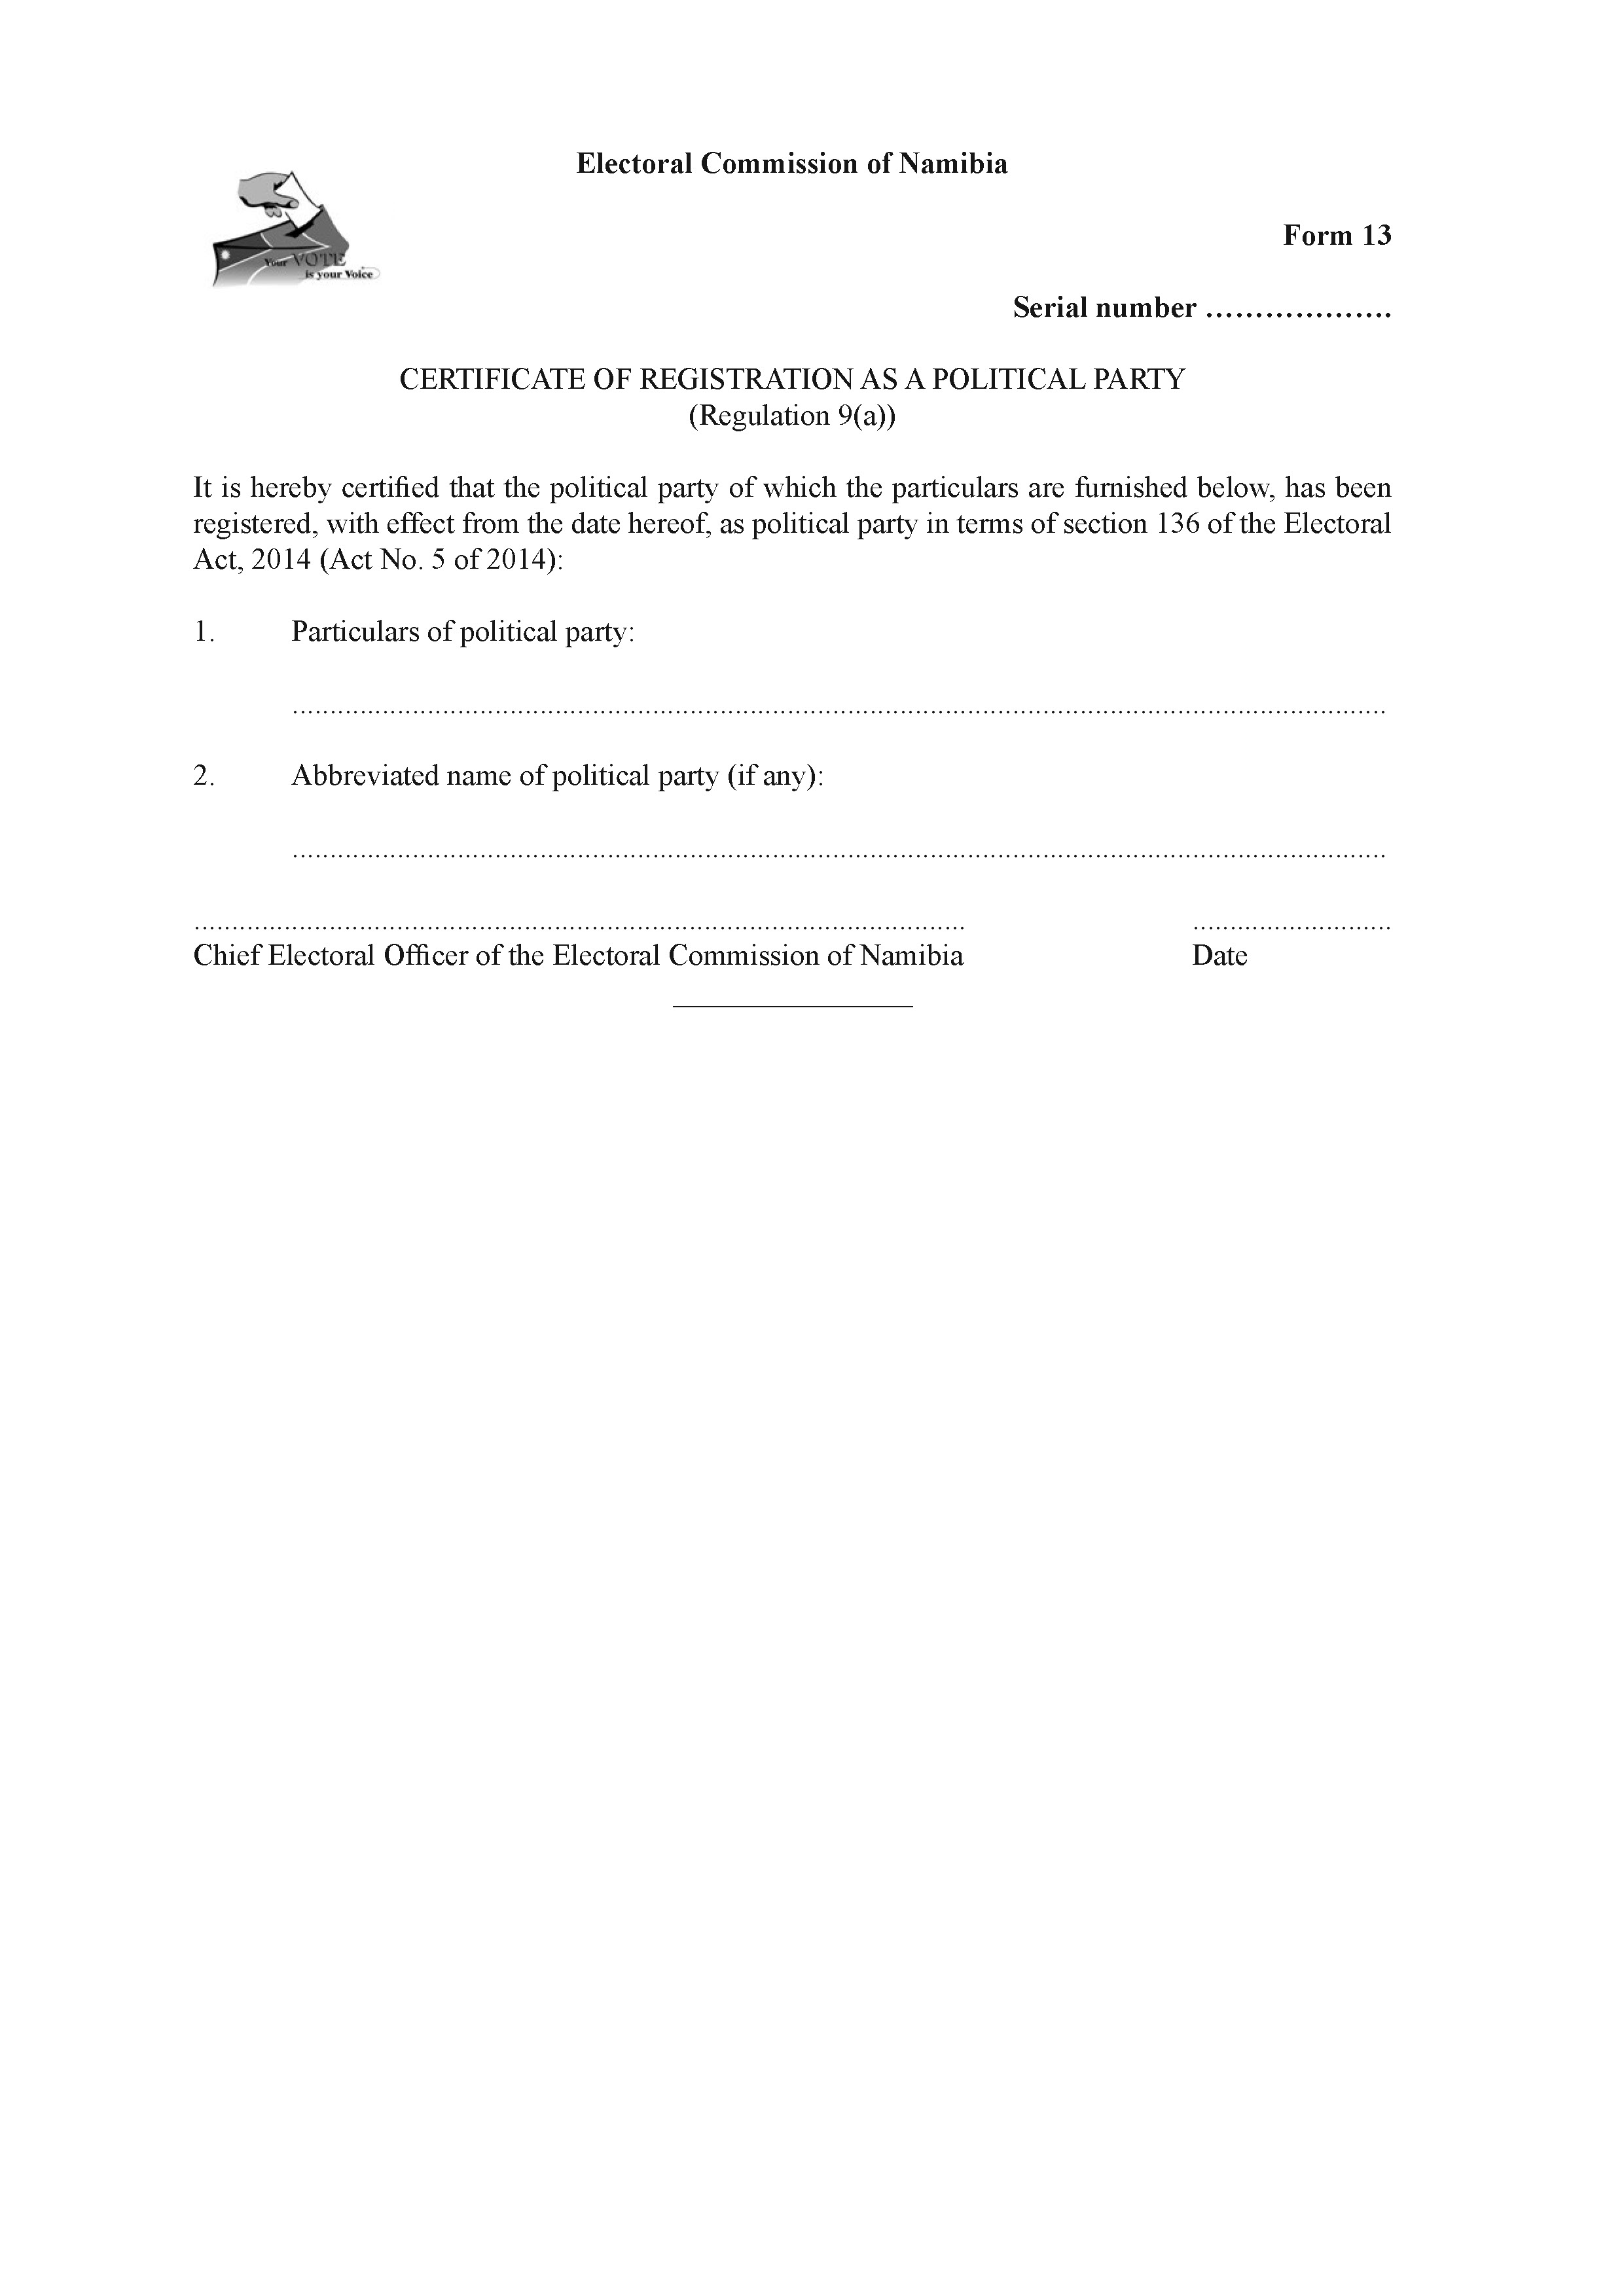 Electoral Commission of Namibia
Your VOTE
is your Voice
Form 13
Serial number ……………….
CERTIFICATE OF REGISTRATION AS A POLITICAL PARTY
(Regulation 9(a))
It is hereby certified that the political party of which the particulars are furnished below, has been
registered, with effect from the date hereof, as political party in terms of section 136 of the Electoral
Act, 2014 (Act No. 5 of 2014):
1. Particulars of political party:
..................................................................................................................................................
2. Abbreviated name of political party (if any):
..................................................................................................................................................
....................................................................................................... ..........................
Chief Electoral Officer of the Electoral Commission of Namibia Date